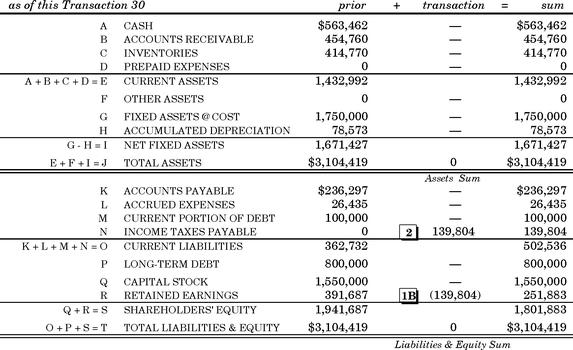 as of this Transaction 30 prior + transaction = sum
A CASH $563,462 — $563,462
B ACCOUNTS RECEIVABLE 454,760 — 454,760
C INVENTORIES 414,770 — 414,770
D PREPAID EXPENSES 0 — 0
A + B + C + D = E CURRENT ASSETS 1,432,992 1,432,992
F OTHER ASSETS 0 — 0
G FIXED ASSETS @ COST 1,750,000 — 1,750,000
H ACCUMULATED DEPRECIATION 78,573 — 78,573
G - H = I NET FIXED ASSETS 1,671,427 1,671,427
E + F + I = J TOTAL ASSETS $3,104,419 0 $3,104,419
Assets Sum
K ACCOUNTS PAYABLE $236,297 — $236,297
L ACCRUED EXPENSES 26,435 — 26,435
M CURRENT PORTION OF DEBT 100,000 — 100,000
N INCOME TAXES PAYABLE 0 2 139,804 139,804
K + L + M + N = O CURRENT LIABILITIES 362,732 502,536
P LONG-TERM DEBT 800,000 — 800,000
Q CAPITAL STOCK 1,550,000 — 1,550,000
R RETAINED EARNINGS 391,687 1B (139,804) 251,883
Q + R = S SHAREHOLDERS' EQUITY 1,941,687 1,801,883
O + P + S = T TOTAL LIABILITIES & EQUITY $3,104,419 0 $3,104,419
Liabilities & Equity Sum